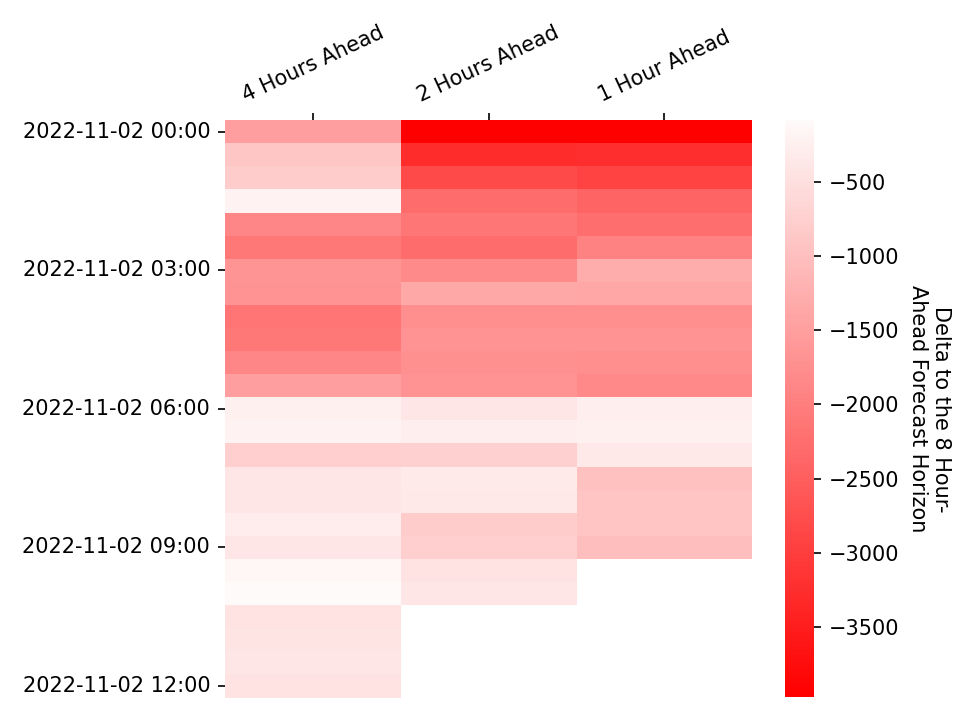 4 Hours Ahead
2 Hours Ahead
1 Hour Ahead
2022-11-02 00:00
2022-11-02 03:00
2022-11-02 06:00
2022-11-02 09:00
2022-11-02 12:00
−500
−1000
−1500
−2000
−2500
−3000
−3500
Delta to the 8 Hour-
Ahead Forecast Horizon